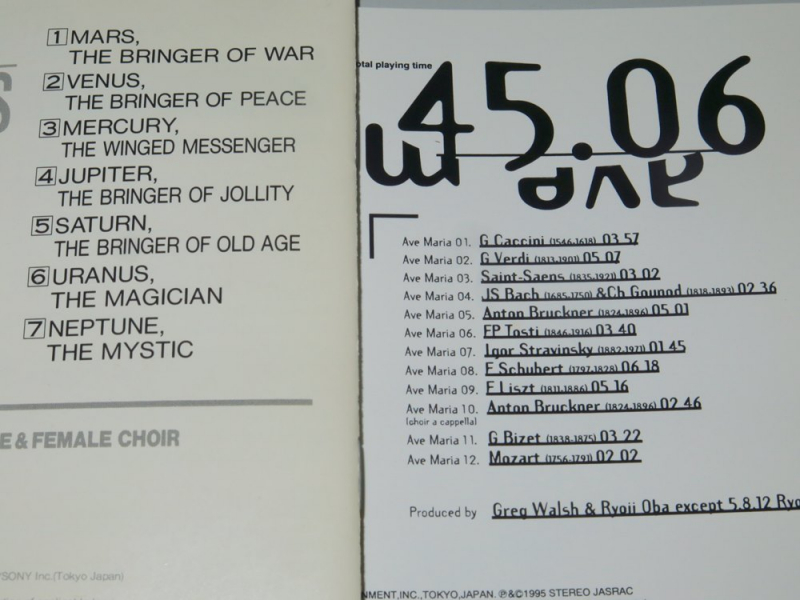 S
1 MARS,
THE BRINGER OF WAR
2 VENUS,
THE BRINGER OF PEACE
3 MERCURY,
THE WINGED MESSENGER
4 JUPITER,
THE BRINGER OF JOLLITY
5 SATURN,
THE BRINGER OF OLD AGE
6 URANUS,
THE MAGICIAN
7 NEPTUNE,
THE MYSTIC
E & FEMALE CHOIR
SONY Inc.(Tokyo Japan)
otal playing time
45.06
ave
Ave Maria 01. G Caccini (1546.1618) 03 57
Ave Maria 02. G Verdi (1813.1901) 05 07
Ave Maria 03. Saint-Saens (1835.1921) 03 02
Ave Maria 04. JS Bach (1685.1750) &Ch Gounod (1818.1893) 02 36
Ave Maria 05. Anton Bruckner (1824.1896) 05 01
Ave Maria 06. FP Tosti (1846.1916) 03 40
Ave Maria 07. Igor Stravinsky (1882.1971) 01 45
Ave Maria 08. F Schubert (1797.1828) 06 18
Ave Maria 09. F Liszt (1811.1886) 05 16
Ave Maria 10. Anton Bruckner (1824.1896) 02 46
(choir a cappella)
Ave Maria 11. G Bizet (1838.1875) 03 22
Ave Maria 12. Mozart (1756.1791) 02 02
Produced by Greg Walsh & Ryoji Oba except 5.8.12 Ryo
NMENT,INC.,TOKYO,JAPAN. ℗&©1995 STEREO JASRAC